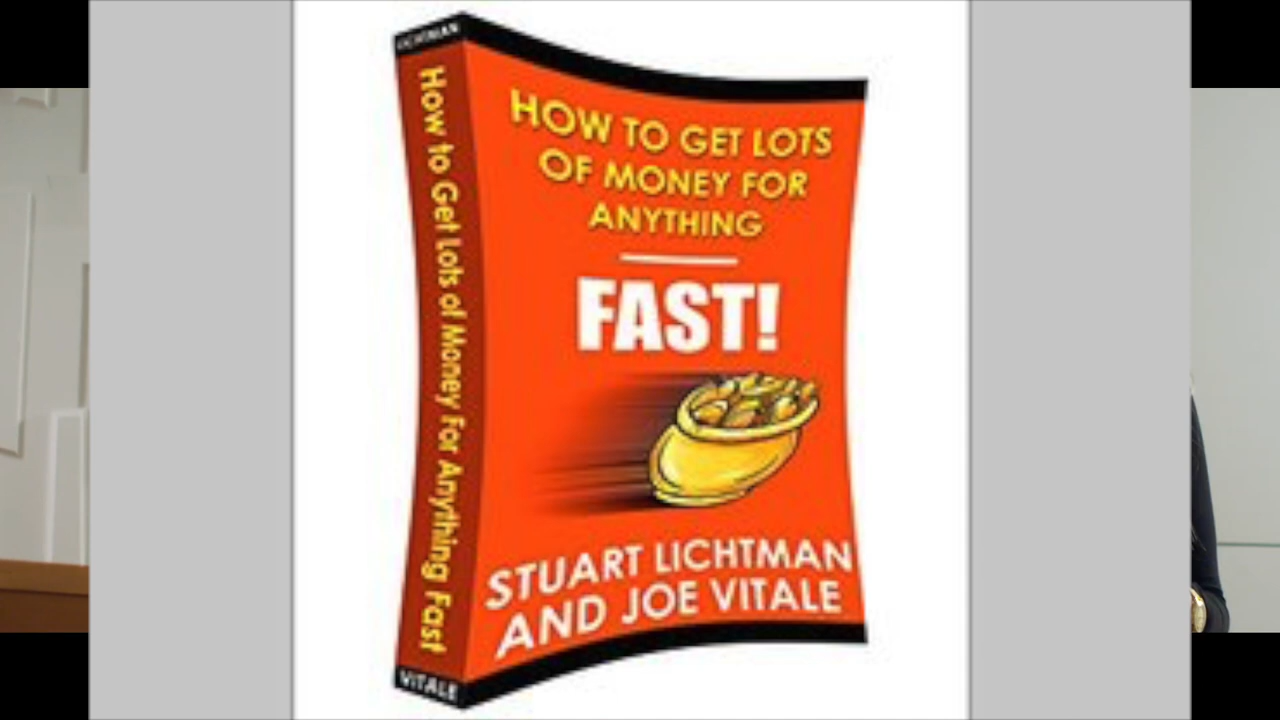 LICHTMAN
How to Get Lots of Money For Anything Fast
VITALE
HOW TO GET LOTS
OF MONEY FOR
ANYTHING
FAST!
STUART LICHTMAN
AND JOE VITALE